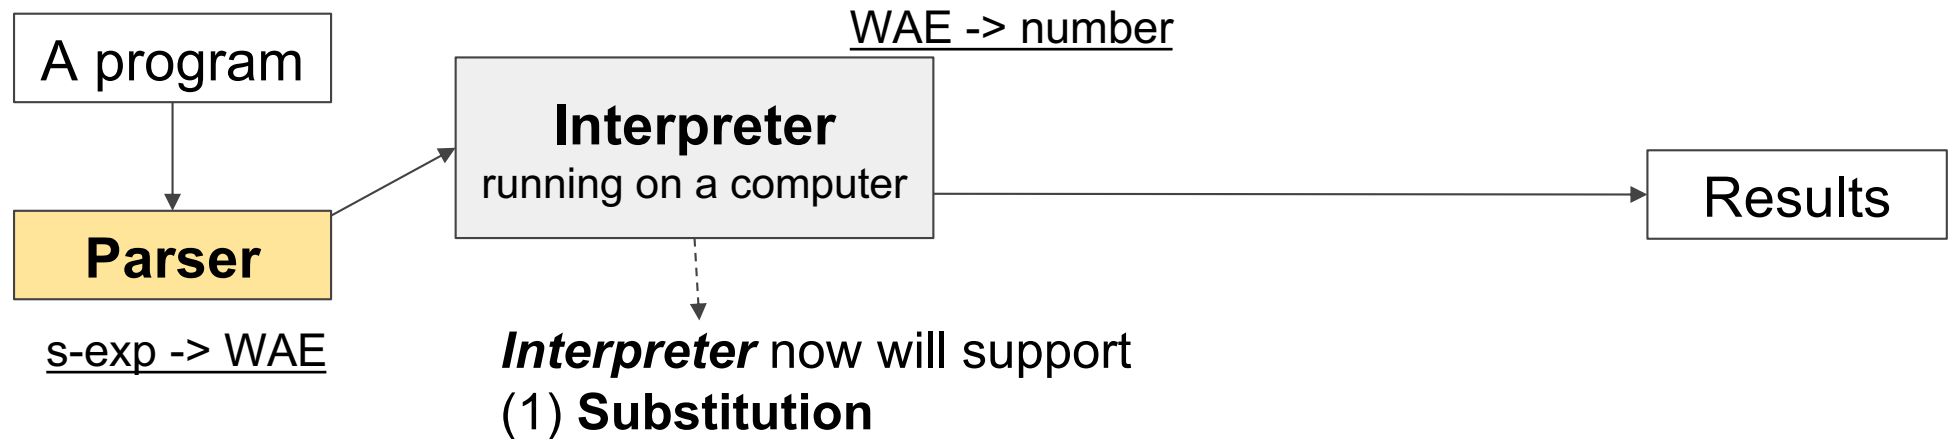 A program
Parser
s-exp -> WAE
WAE -> number
Interpreter
running on a computer
Interpreter now will support
(1) Substitution
Results